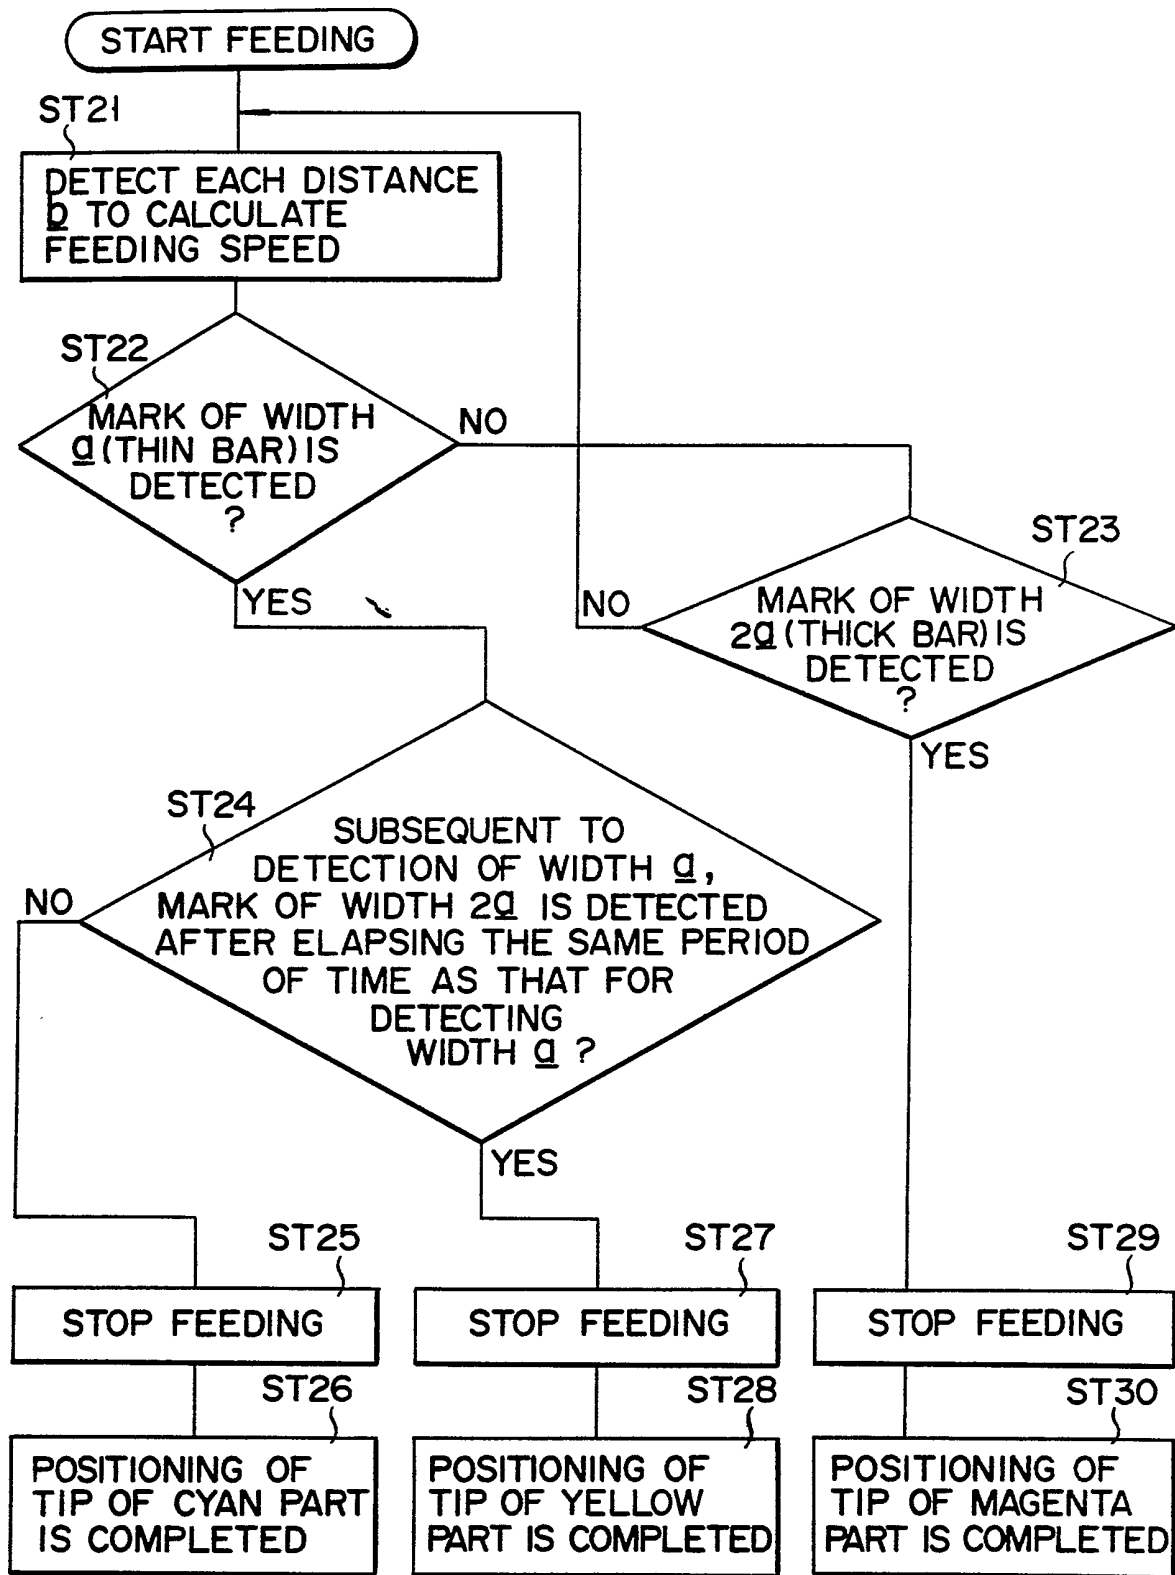 START FEEDING
ST21
DETECT EACH DISTANCE
b TO CALCULATE
FEEDING SPEED
ST22
MARK OF WIDTH
a (THIN BAR) IS
DETECTED
?
NO
YES
ST23
MARK OF WIDTH
2a (THICK BAR) IS
DETECTED
?
NO
YES
ST24
SUBSEQUENT TO
DETECTION OF WIDTH a,
MARK OF WIDTH 2a IS DETECTED
AFTER ELAPSING THE SAME PERIOD
OF TIME AS THAT FOR
DETECTING
WIDTH a ?
NO
YES
ST25
STOP FEEDING
ST27
STOP FEEDING
ST29
STOP FEEDING
ST26
POSITIONING OF
TIP OF CYAN PART
IS COMPLETED
ST28
POSITIONING OF
TIP OF YELLOW
PART IS COMPLETED
ST30
POSITIONING OF
TIP OF MAGENTA
PART IS COMPLETED